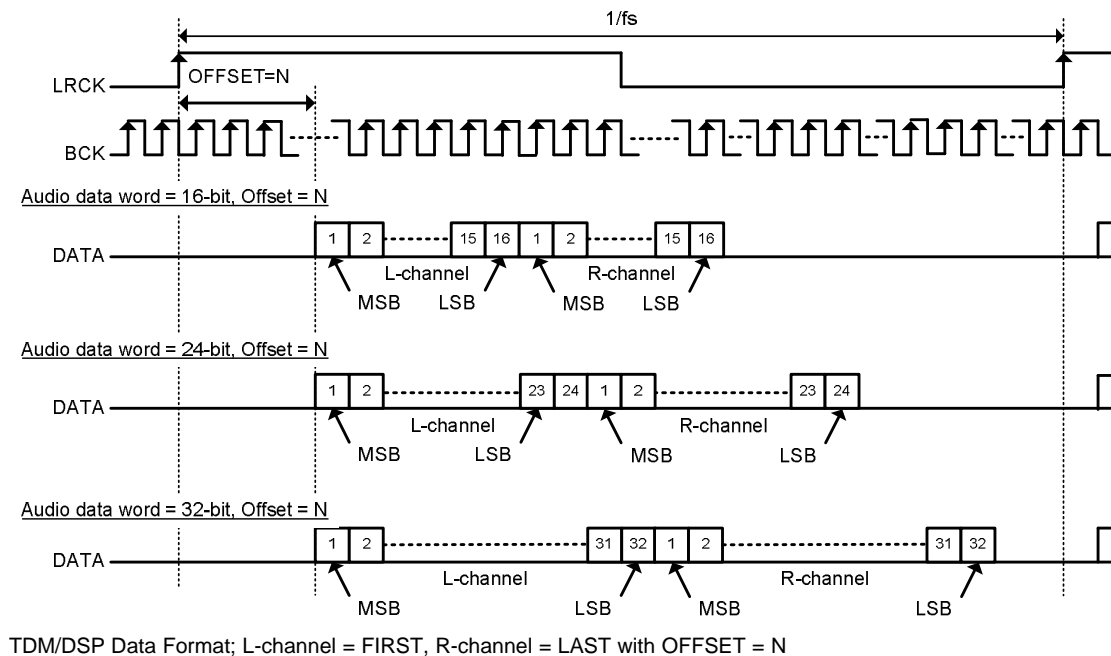 1/fs
OFFSET=N
LRCK
BCK
Audio data word = 16-bit, Offset = N
DATA
1 2 15 16 1 2 15 16
L-channel R-channel
MSB LSB MSB LSB
Audio data word = 24-bit, Offset = N
DATA
1 2 23 24 1 2 23 24
L-channel R-channel
MSB LSB MSB LSB
Audio data word = 32-bit, Offset = N
DATA
1 2 31 32 1 2 31 32
L-channel R-channel
MSB LSB MSB LSB
TDM/DSP Data Format; L-channel = FIRST, R-channel = LAST with OFFSET = N